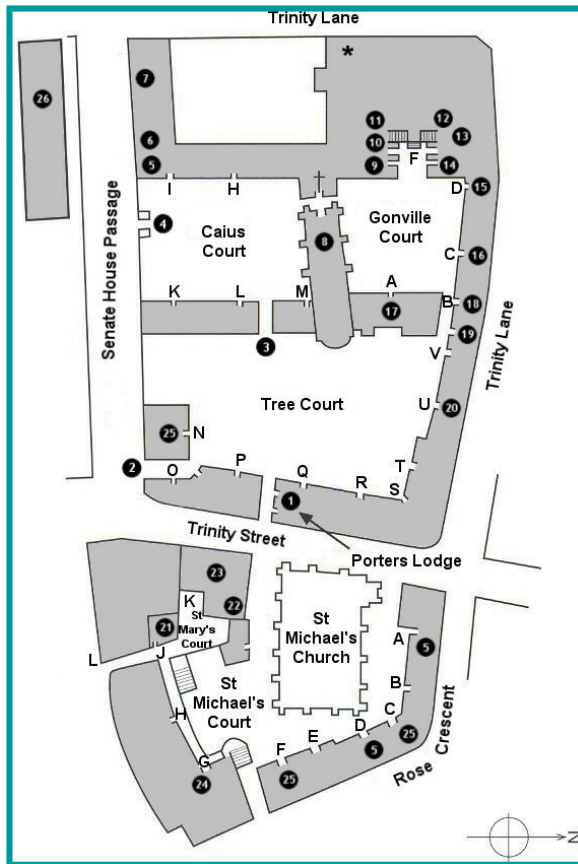 Trinity Lane
*
7
26
11
12
6
10
13
5
9
F
14
I
H
D
15
4
Caius
Court
8
Gonville
Court
C
16
Senate House Passage
K
L
M
A
17
B
18
19
3
V
Trinity Lane
Tree Court
U
20
25
N
2
O
P
Q
R
S
T
1
Trinity Street
Porters Lodge
23
K
22
21
St
Mary's
Court
J
L
St
Michael's
Church
A
5
St
Michael's
Court
B
H
C
D
E
F
25
5
G
24
25
Rose
Crescent
N